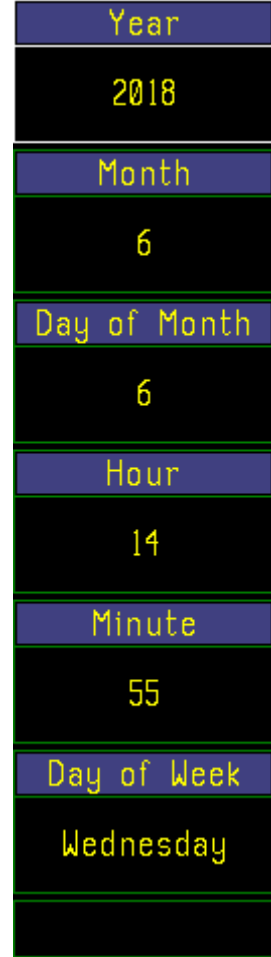 Year
2018
Month
6
Day of Month
6
Hour
14
Minute
55
Day of Week
Wednesday